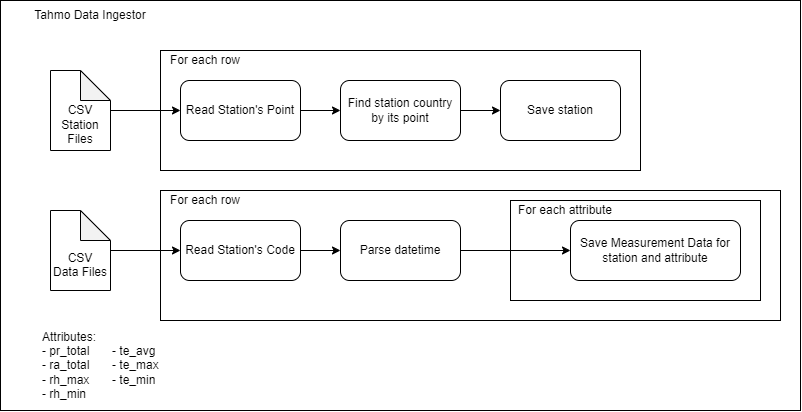 Tahmo Data Ingestor
For each row
CSV
Station
Files
Read Station's Point
Find station country
by its point
Save station
For each row
CSV
Data Files
Read Station's Code
Parse datetime
For each attribute
Save Measurement Data for
station and attribute
Attributes:
- pr_total - te_avg
- ra_total - te_max
- rh_max - te_min
- rh_min